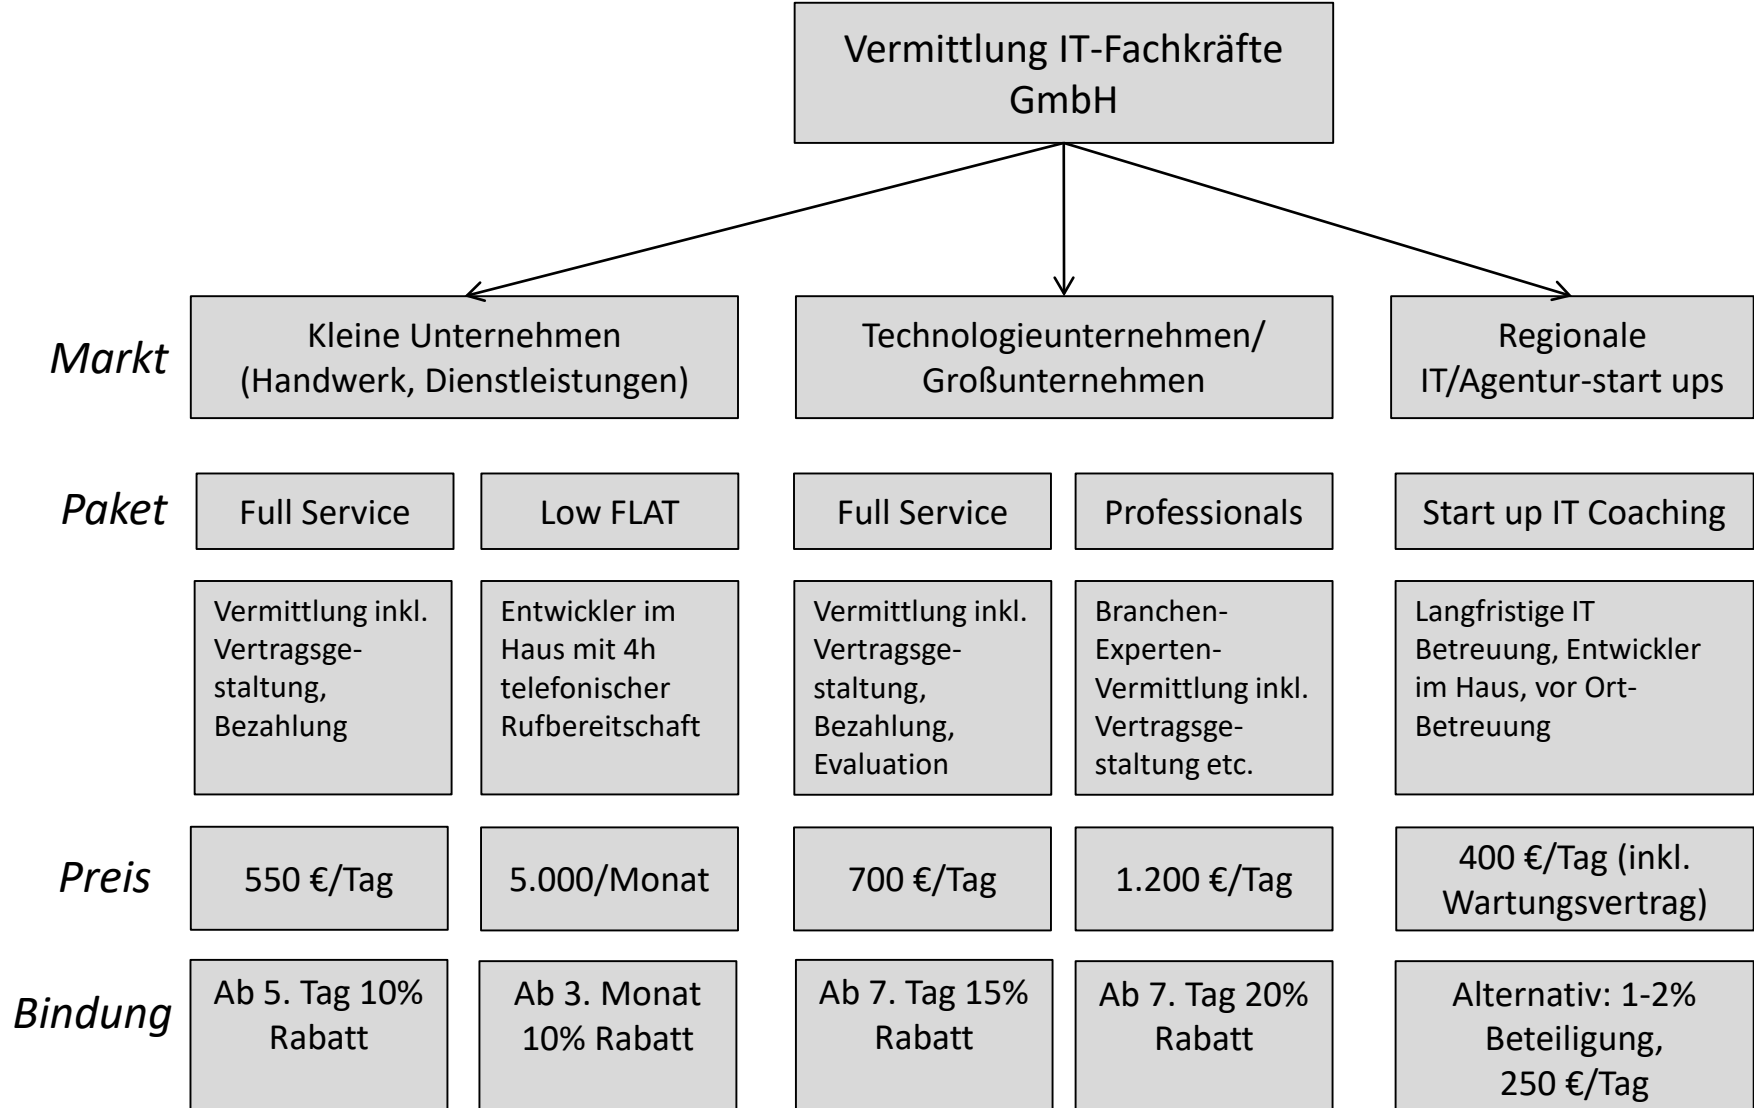 Vermittlung IT-Fachkräfte
GmbH
Markt
Kleine Unternehmen
(Handwerk, Dienstleistungen)
Technologieunternehmen/
Großunternehmen
Regionale
IT/Agentur-start ups
Paket
Full Service
Low FLAT
Full Service
Professionals
Start up IT Coaching
Vermittlung inkl.
Vertragsge-
staltung,
Bezahlung
Entwickler im
Haus mit 4h
telefonischer
Rufbereitschaft
Vermittlung inkl.
Vertragsge-
staltung,
Bezahlung,
Evaluation
Branchen-
Experten-
Vermittlung inkl.
Vertragsge-
staltung etc.
Langfristige IT
Betreuung, Entwickler
im Haus, vor Ort-
Betreuung
Preis
550 €/Tag
5.000/Monat
700 €/Tag
1.200 €/Tag
400 €/Tag (inkl.
Wartungsvertrag)
Bindung
Ab 5. Tag 10%
Rabatt
Ab 3. Monat
10% Rabatt
Ab 7. Tag 15%
Rabatt
Ab 7. Tag 20%
Rabatt
Alternativ: 1-2%
Beteiligung,
250 €/Tag